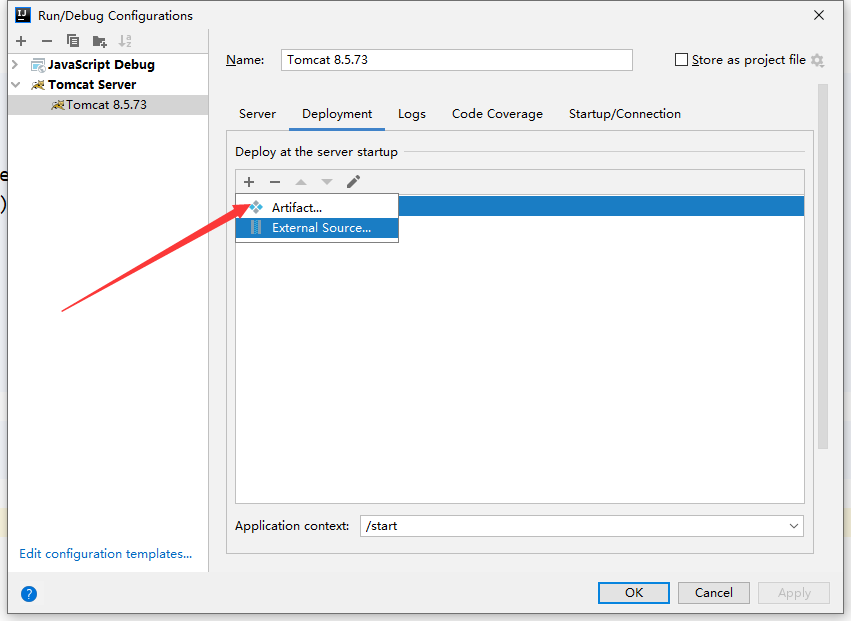 Run/Debug Configurations
JavaScript Debug
Tomcat Server
Tomcat 8.5.73
Edit configuration templates...
Name:
Tomcat 8.5.73
Store as project file
Server
Deployment
Logs
Code Coverage
Startup/Connection
Deploy at the server startup
Artifact...
External Source...
Application context:
/start
?
OK
Cancel
Apply